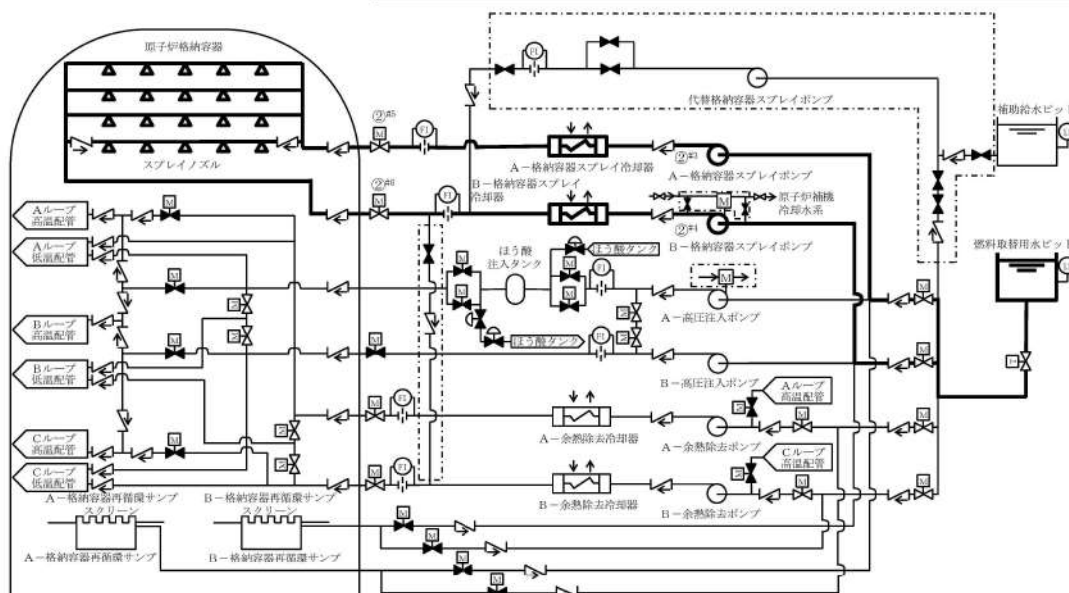 原子炉格納容器
スプレイノズル
②#5
②#6
FI
M
代替格納容器スプレイポンプ
補助給水ピット
A-格納容器スプレイ冷却器
②#3
A-格納容器スプレイポンプ
B-格納容器スプレイ
冷却器
原子炉補機
冷却水系
②#4
B-格納容器スプレイポンプ
燃料取替用水ピット
Aループ
高温配管
Aループ
低温配管
Bループ
高温配管
Bループ
低温配管
Cループ
高温配管
Cループ
低温配管
ほう酸
注入タンク
ほう酸タンク
ほう酸タンク
A-高圧注入ポンプ
B-高圧注入ポンプ
Aループ
高温配管
A-余熱除去冷却器
A-余熱除去ポンプ
Cループ
高温配管
B-余熱除去冷却器
B-余熱除去ポンプ
A-格納容器再循環サンプ
スクリーン
B-格納容器再循環サンプ
スクリーン
A-格納容器再循環サンプ
B-格納容器再循環サンプ